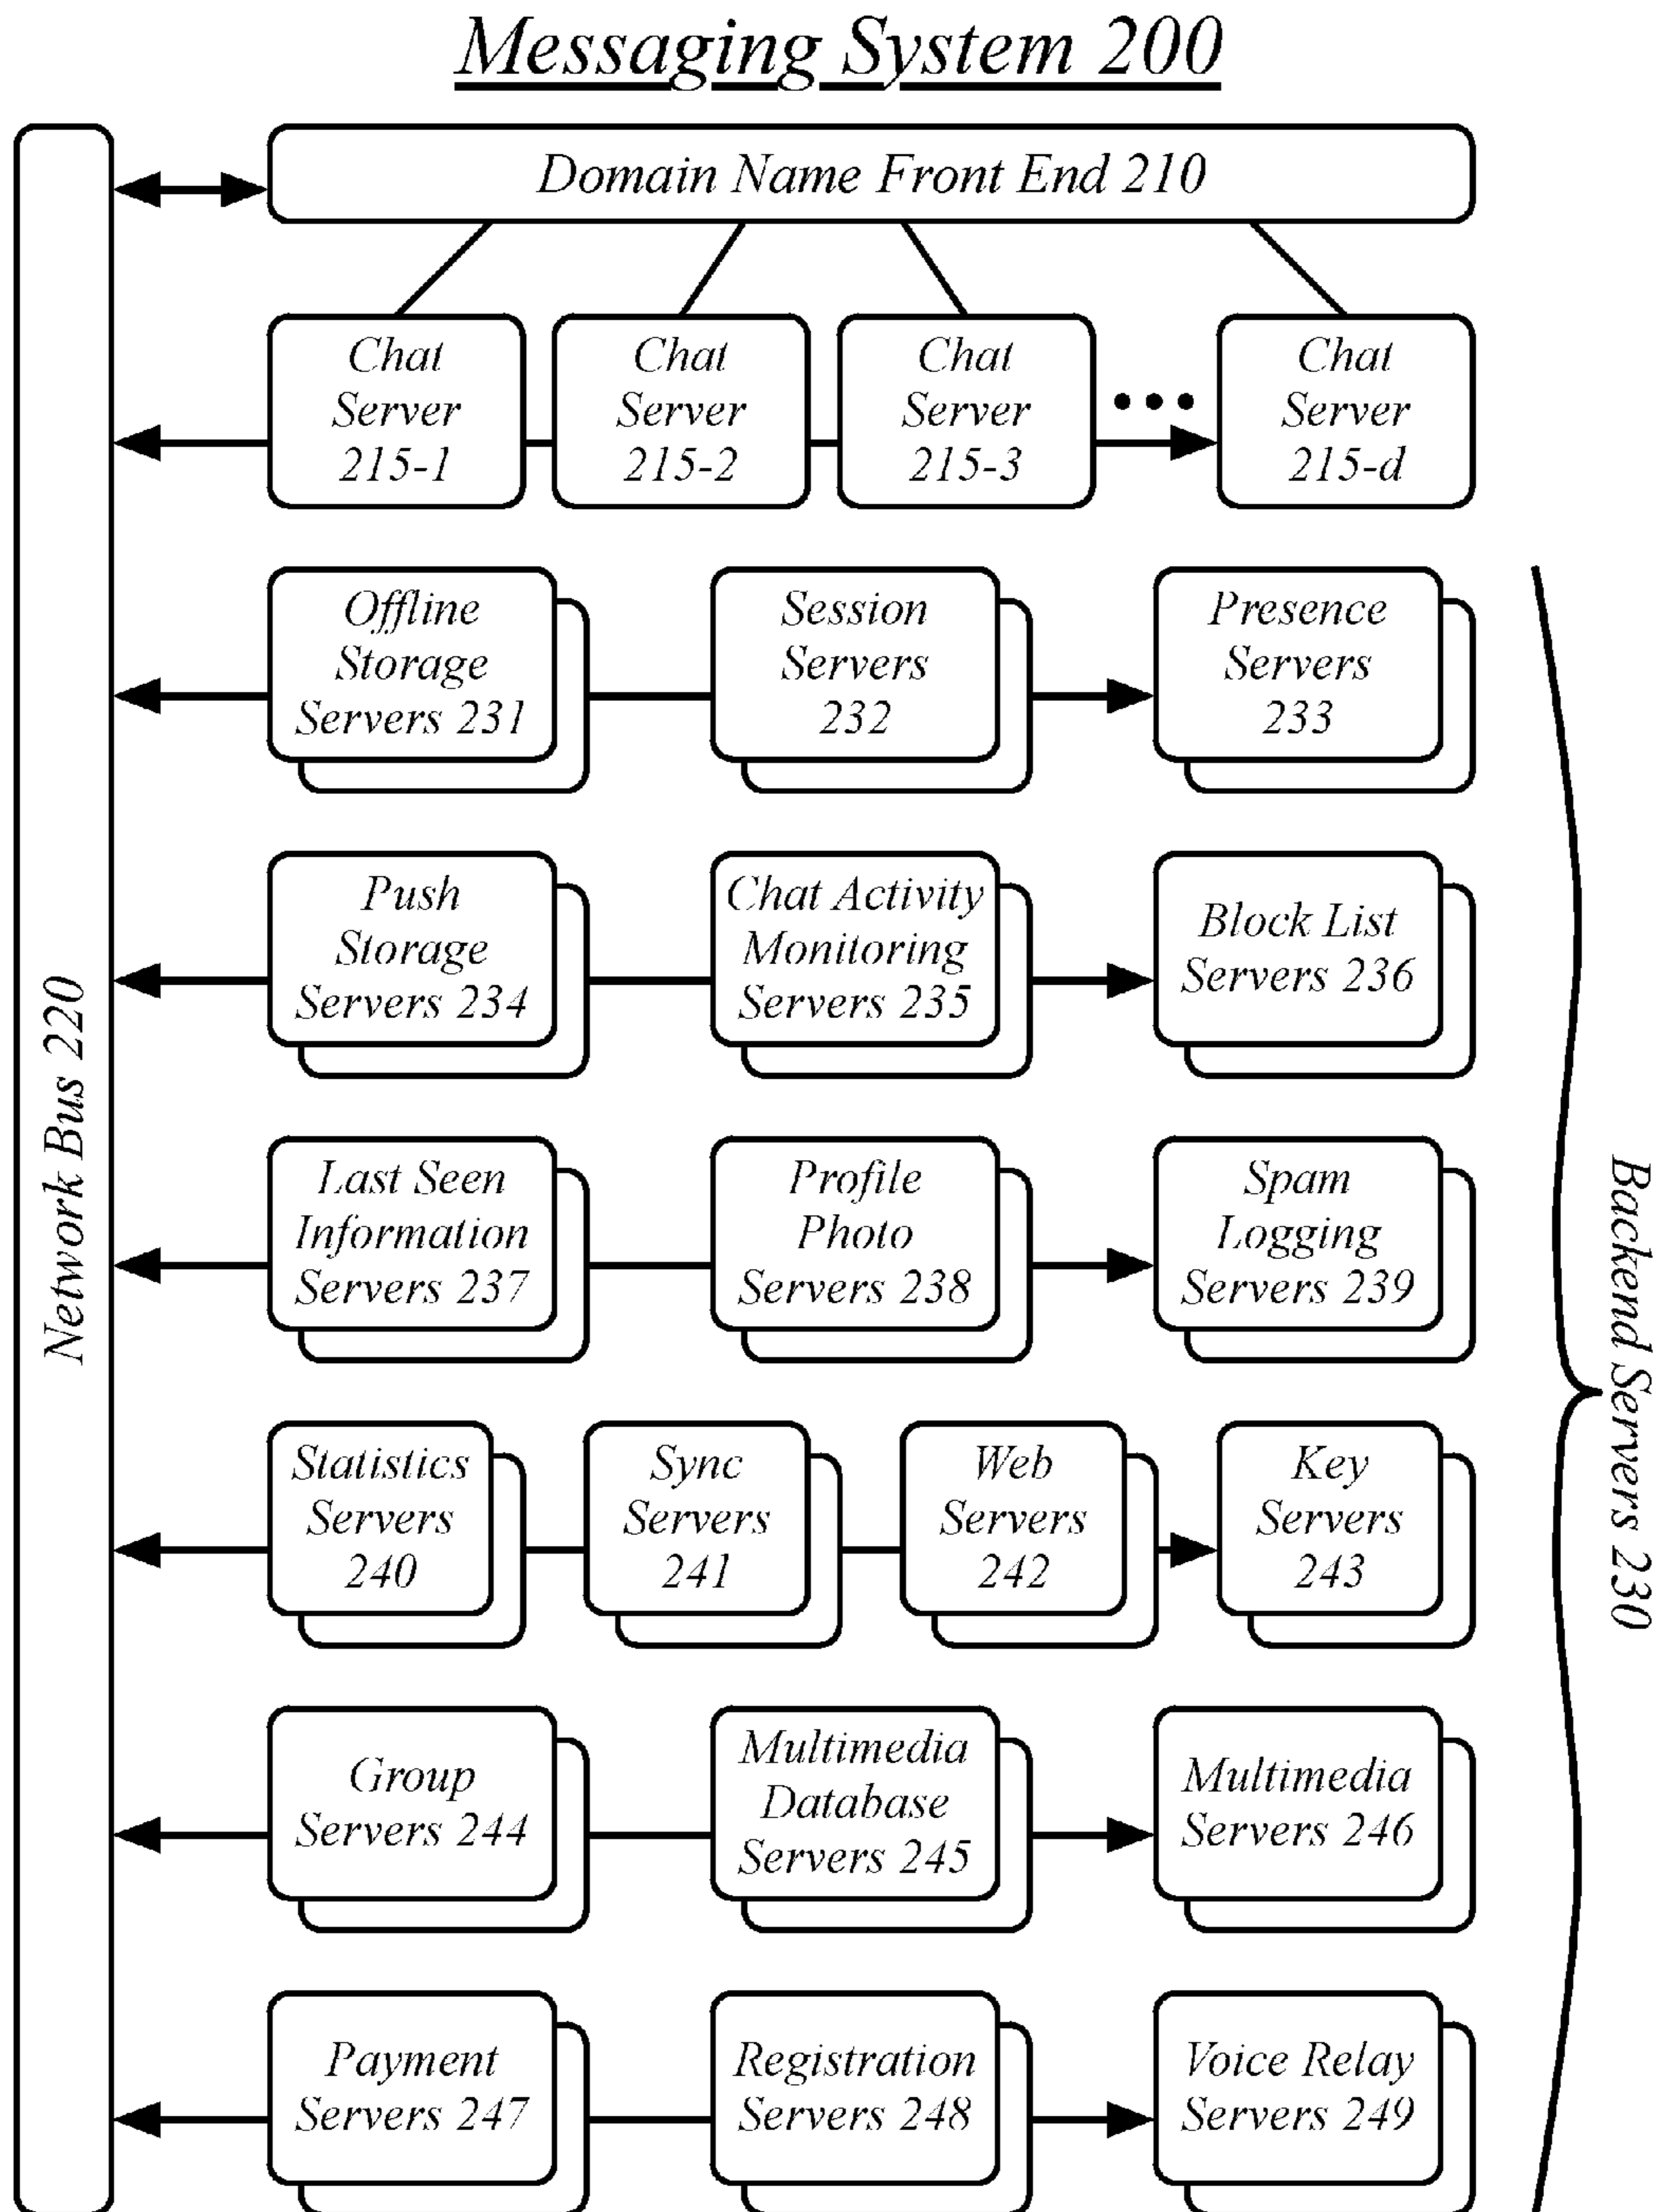 Messaging System 200
Domain Name Front End 210
Chat
Server
215-1
Chat
Server
215-2
Chat
Server
215-3
Chat
Server
215-d
Network Bus 220
Offline
Storage
Servers 231
Session
Servers
232
Presence
Servers
233
Push
Storage
Servers 234
Chat Activity
Monitoring
Servers 235
Block List
Servers 236
Last Seen
Information
Servers 237
Profile
Photo
Servers 238
Spam
Logging
Servers 239
Statistics
Servers
240
Sync
Servers
241
Web
Servers
242
Key
Servers
243
Group
Servers 244
Multimedia
Database
Servers 245
Multimedia
Servers 246
Payment
Servers 247
Registration
Servers 248
Voice Relay
Servers 249
Backend Servers 230